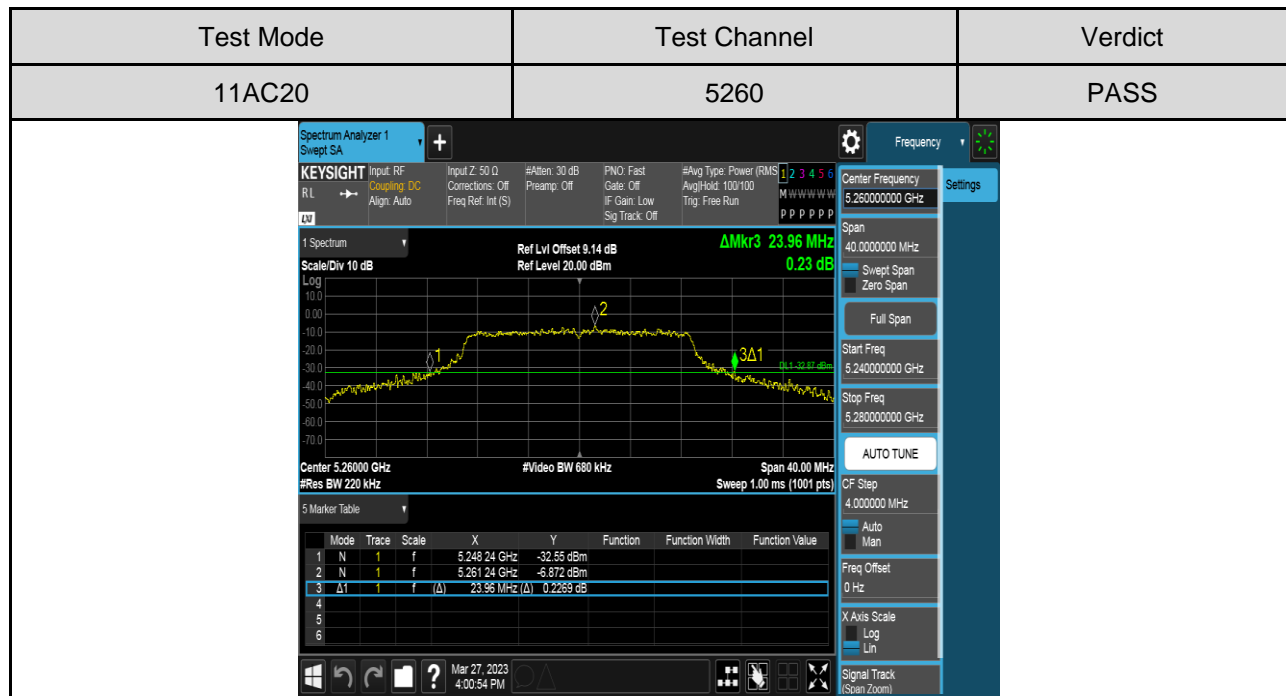 Test Mode Test Channel Verdict
11AC20 5260 PASS
Spectrum Analyzer 1
Swept SA
+
Frequency
KEYSIGHT
RL
LXI
Input: RF
Coupling: DC
Align: Auto
Input Z: 50 Ω
Corrections: Off
Freq Ref: Int (S)
#Atten: 30 dB
Preamp: Off
PNO: Fast
Gate: Off
IF Gain: Low
Sig Track: Off
#Avg Type: Power (RMS
Avg|Hold: 100/100
Trig: Free Run
1 2 3 4 5 6
M W W W W W
P P P P P P
1 Spectrum
Scale/Div 10 dB
Ref Lvl Offset 9.14 dB
Ref Level 20.00 dBm
ΔMkr3 23.96 MHz
0.23 dB
Log
10.0
0.00
-10.0
-20.0
-30.0
-40.0
-50.0
-60.0
-70.0
1
2
3Δ1
DL1 -32.87 dBm
Center 5.26000 GHz #Video BW 680 kHz Span 40.00 MHz
#Res BW 220 kHz Sweep 1.00 ms (1001 pts)
5 Marker Table
Mode Trace Scale X Y Function Function Width Function Value
1 N 1 f 5.248 24 GHz -32.55 dBm
2 N 1 f 5.261 24 GHz -6.872 dBm
3 Δ1 1 f (Δ) 23.96 MHz (Δ) 0.2269 dB
4
5
6
?
Mar 27, 2023
4:00:54 PM
Center Frequency
5.260000000 GHz
Settings
Span
40.0000000 MHz
Swept Span
Zero Span
Full Span
Start Freq
5.240000000 GHz
Stop Freq
5.280000000 GHz
AUTO TUNE
CF Step
4.000000 MHz
Auto
Man
Freq Offset
0 Hz
X Axis Scale
Log
Lin
Signal Track
(Span Zoom)